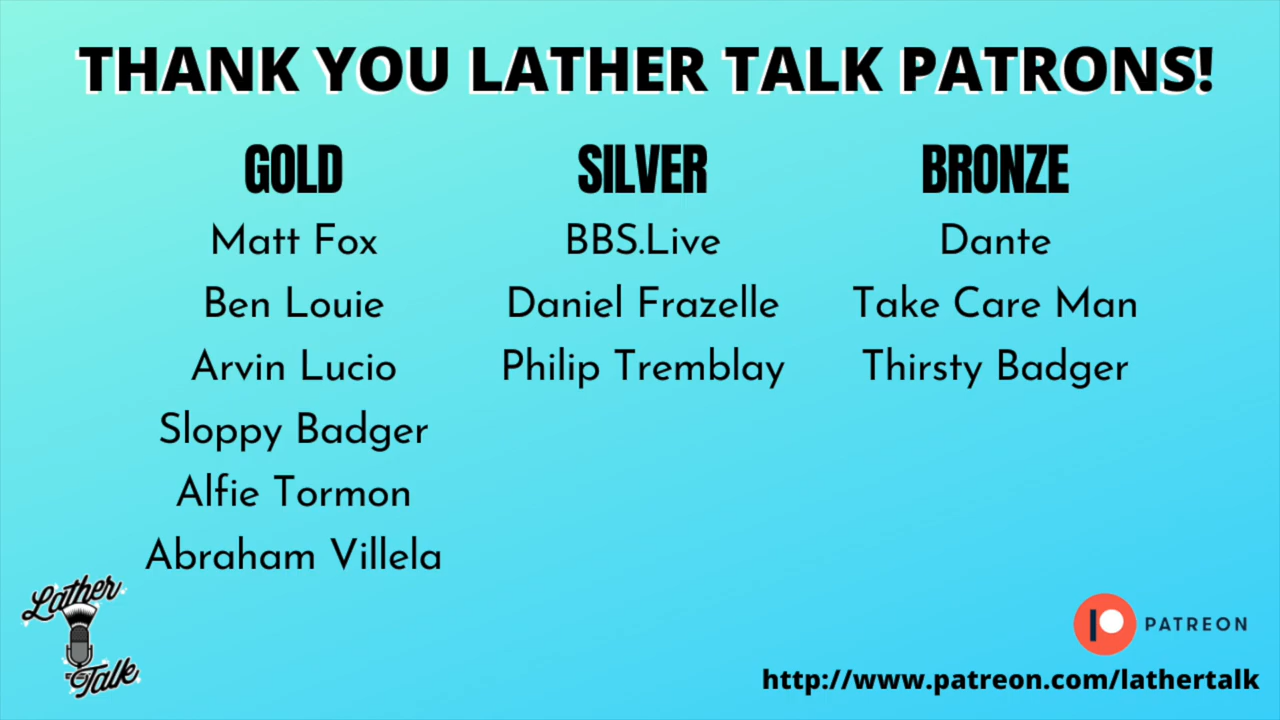 THANK YOU LATHER TALK PATRONS!
GOLD
Matt Fox
Ben Louie
Arvin Lucio
Sloppy Badger
Alfie Tormon
Abraham Villela
SILVER
BBS.Live
Daniel Frazelle
Philip Tremblay
BRONZE
Dante
Take Care Man
Thirsty Badger
Lather
Talk
PATREON
http://www.patreon.com/lathertalk